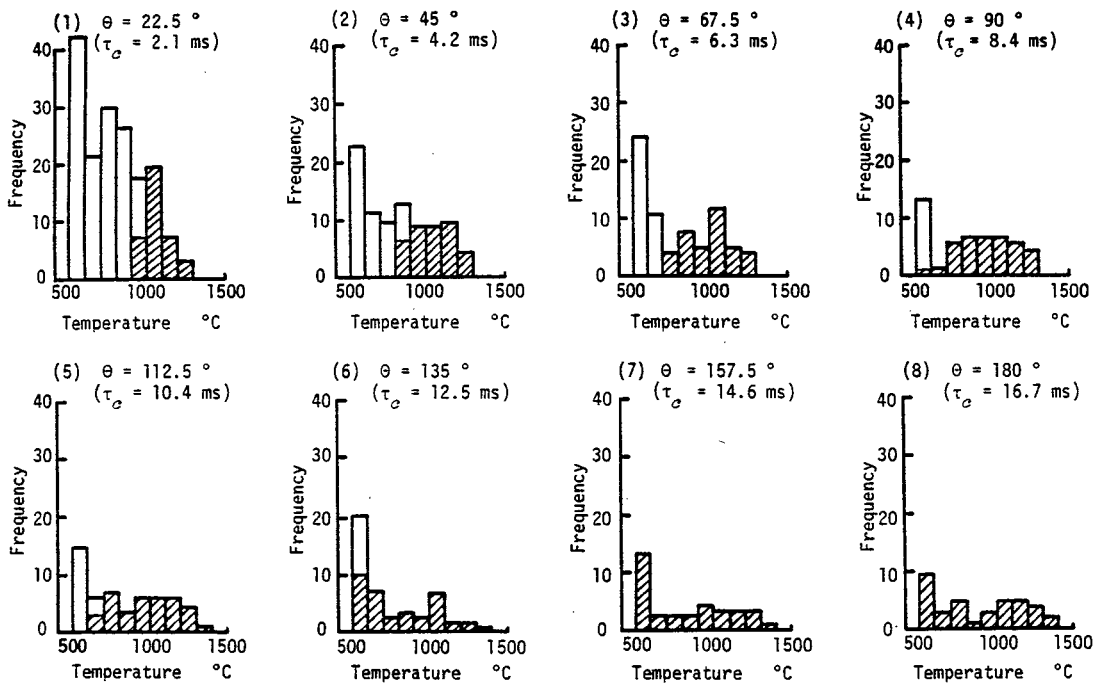 (1) θ = 22.5 °
(τc = 2.1 ms)
40
30
20
10
0
Frequency
500 1000 1500
Temperature °C
(2) θ = 45 °
(τc = 4.2 ms)
40
30
20
10
0
Frequency
500 1000 1500
Temperature °C
(3) θ = 67.5 °
(τc = 6.3 ms)
40
30
20
10
0
Frequency
500 1000 1500
Temperature °C
(4) θ = 90 °
(τc = 8.4 ms)
40
30
20
10
0
Frequency
500 1000 1500
Temperature °C
(5) θ = 112.5 °
(τc = 10.4 ms)
40
30
20
10
0
Frequency
500 1000 1500
Temperature °C
(6) θ = 135 °
(τc = 12.5 ms)
40
30
20
10
0
Frequency
500 1000 1500
Temperature °C
(7) θ = 157.5 °
(τc = 14.6 ms)
40
30
20
10
0
Frequency
500 1000 1500
Temperature °C
(8) θ = 180 °
(τc = 16.7 ms)
40
30
20
10
0
Frequency
500 1000 1500
Temperature °C